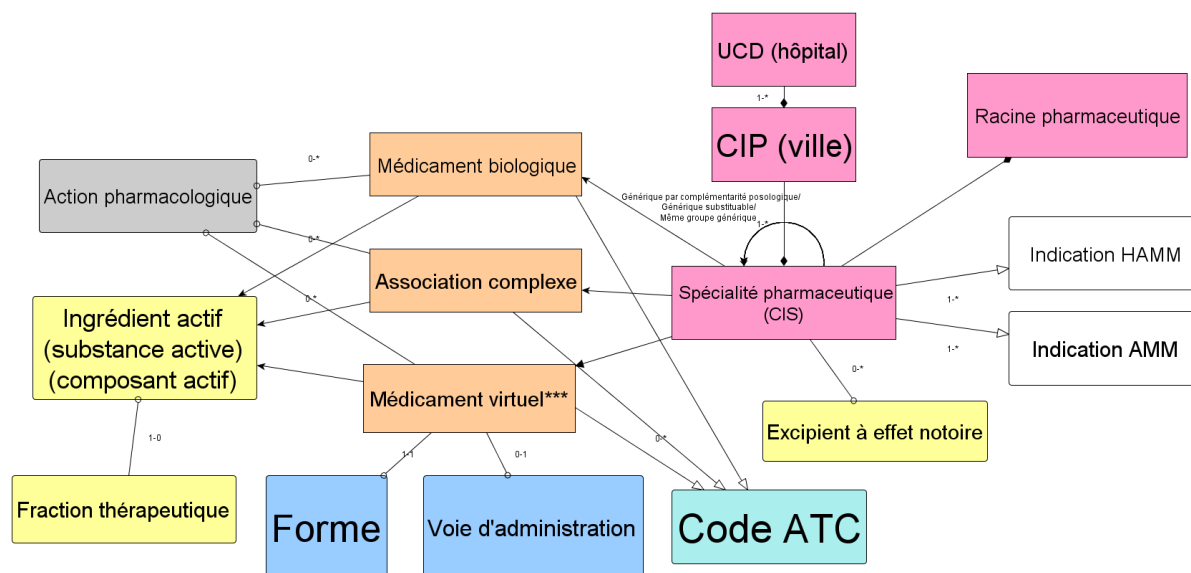 UCD (hôpital)
1-*
CIP (ville)
Racine pharmaceutique
Médicament biologique
0-*
Action pharmacologique
Générique par complémentarité posologique/
Générique substituable/
Même groupe générique
1-*
0-*
Indication HAMM
1-*
Association complexe
Spécialité pharmaceutique
(CIS)
0-*
Ingrédient actif
(substance active)
(composant actif)
Indication AMM
1-*
0-*
Médicament virtuel***
Excipient à effet notoire
1-0
0-*
1-1
0-1
Fraction thérapeutique
Forme
Voie d'administration
Code ATC